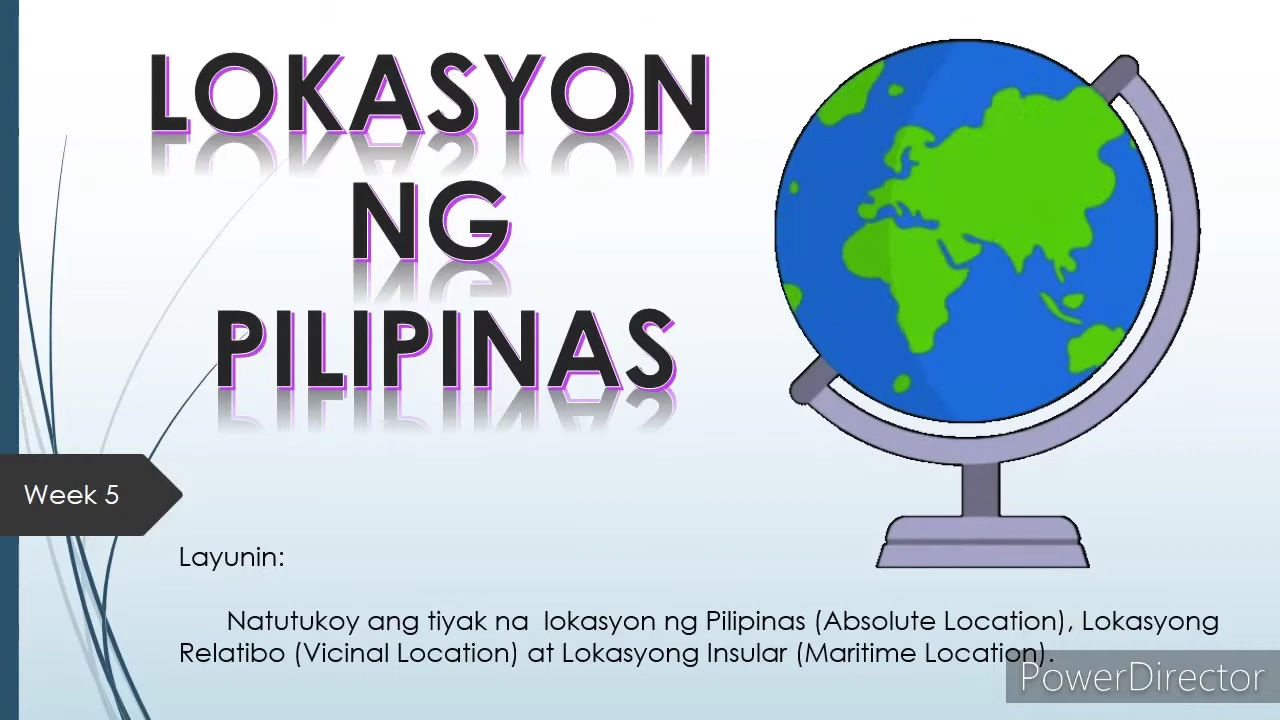 LOKASYON
NG
PILIPINAS
Week 5
Layunin:
Natutukoy ang tiyak na lokasyon ng Pilipinas (Absolute Location), Lokasyong
Relatibo (Vicinal Location) at Lokasyong Insular (Maritime Location).
PowerDirector